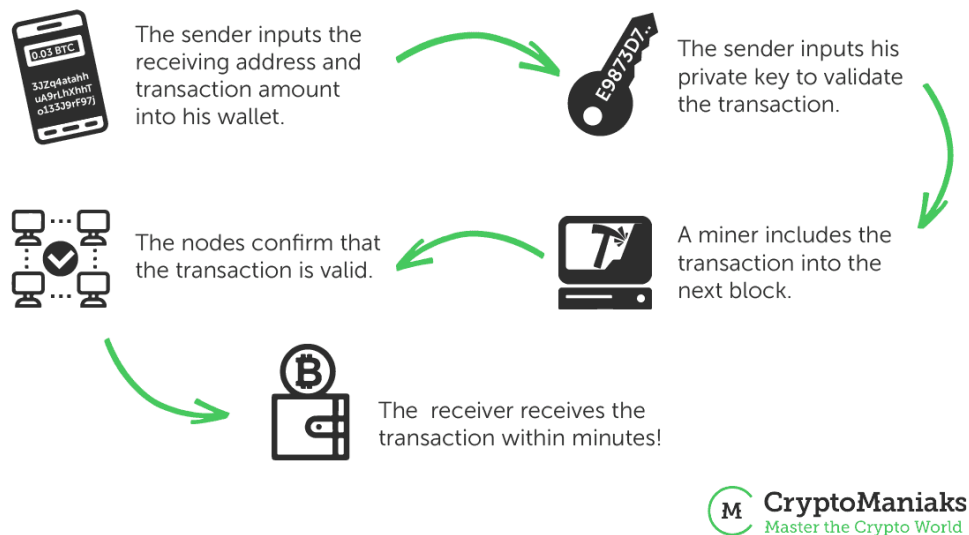 0.03 BTC
3JZq4atahh
uA9rLhXhhT
o133J9rF97j
The sender inputs the
receiving address and
transaction amount
into his wallet.
E9873D7..
The sender inputs his
private key to validate
the transaction.
The nodes confirm that
the transaction is valid.
A miner includes the
transaction into the
next block.
B
The receiver receives the
transaction within minutes!
M
CryptoManiaks
Master the Crypto World